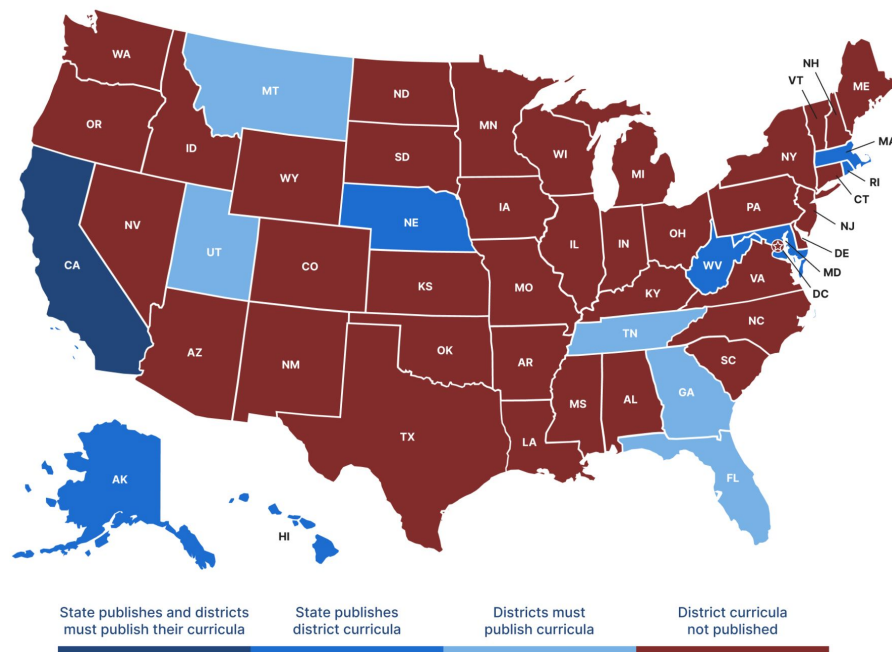 WA
NH
VT
ME
MT
ND
MN
OR
ID
SD
WI
NY
MA
WY
MI
RI
CT
IA
PA
NE
NJ
NV
IL
IN
OH
DE
UT
CA
CO
WV
MD
KS
MO
KY
VA
DC
NC
TN
AZ
OK
NM
AR
SC
MS
AL
GA
TX
LA
FL
AK
HI
State publishes and districts
must publish their curricula
State publishes
district curricula
Districts must
publish curricula
District curricula
not published